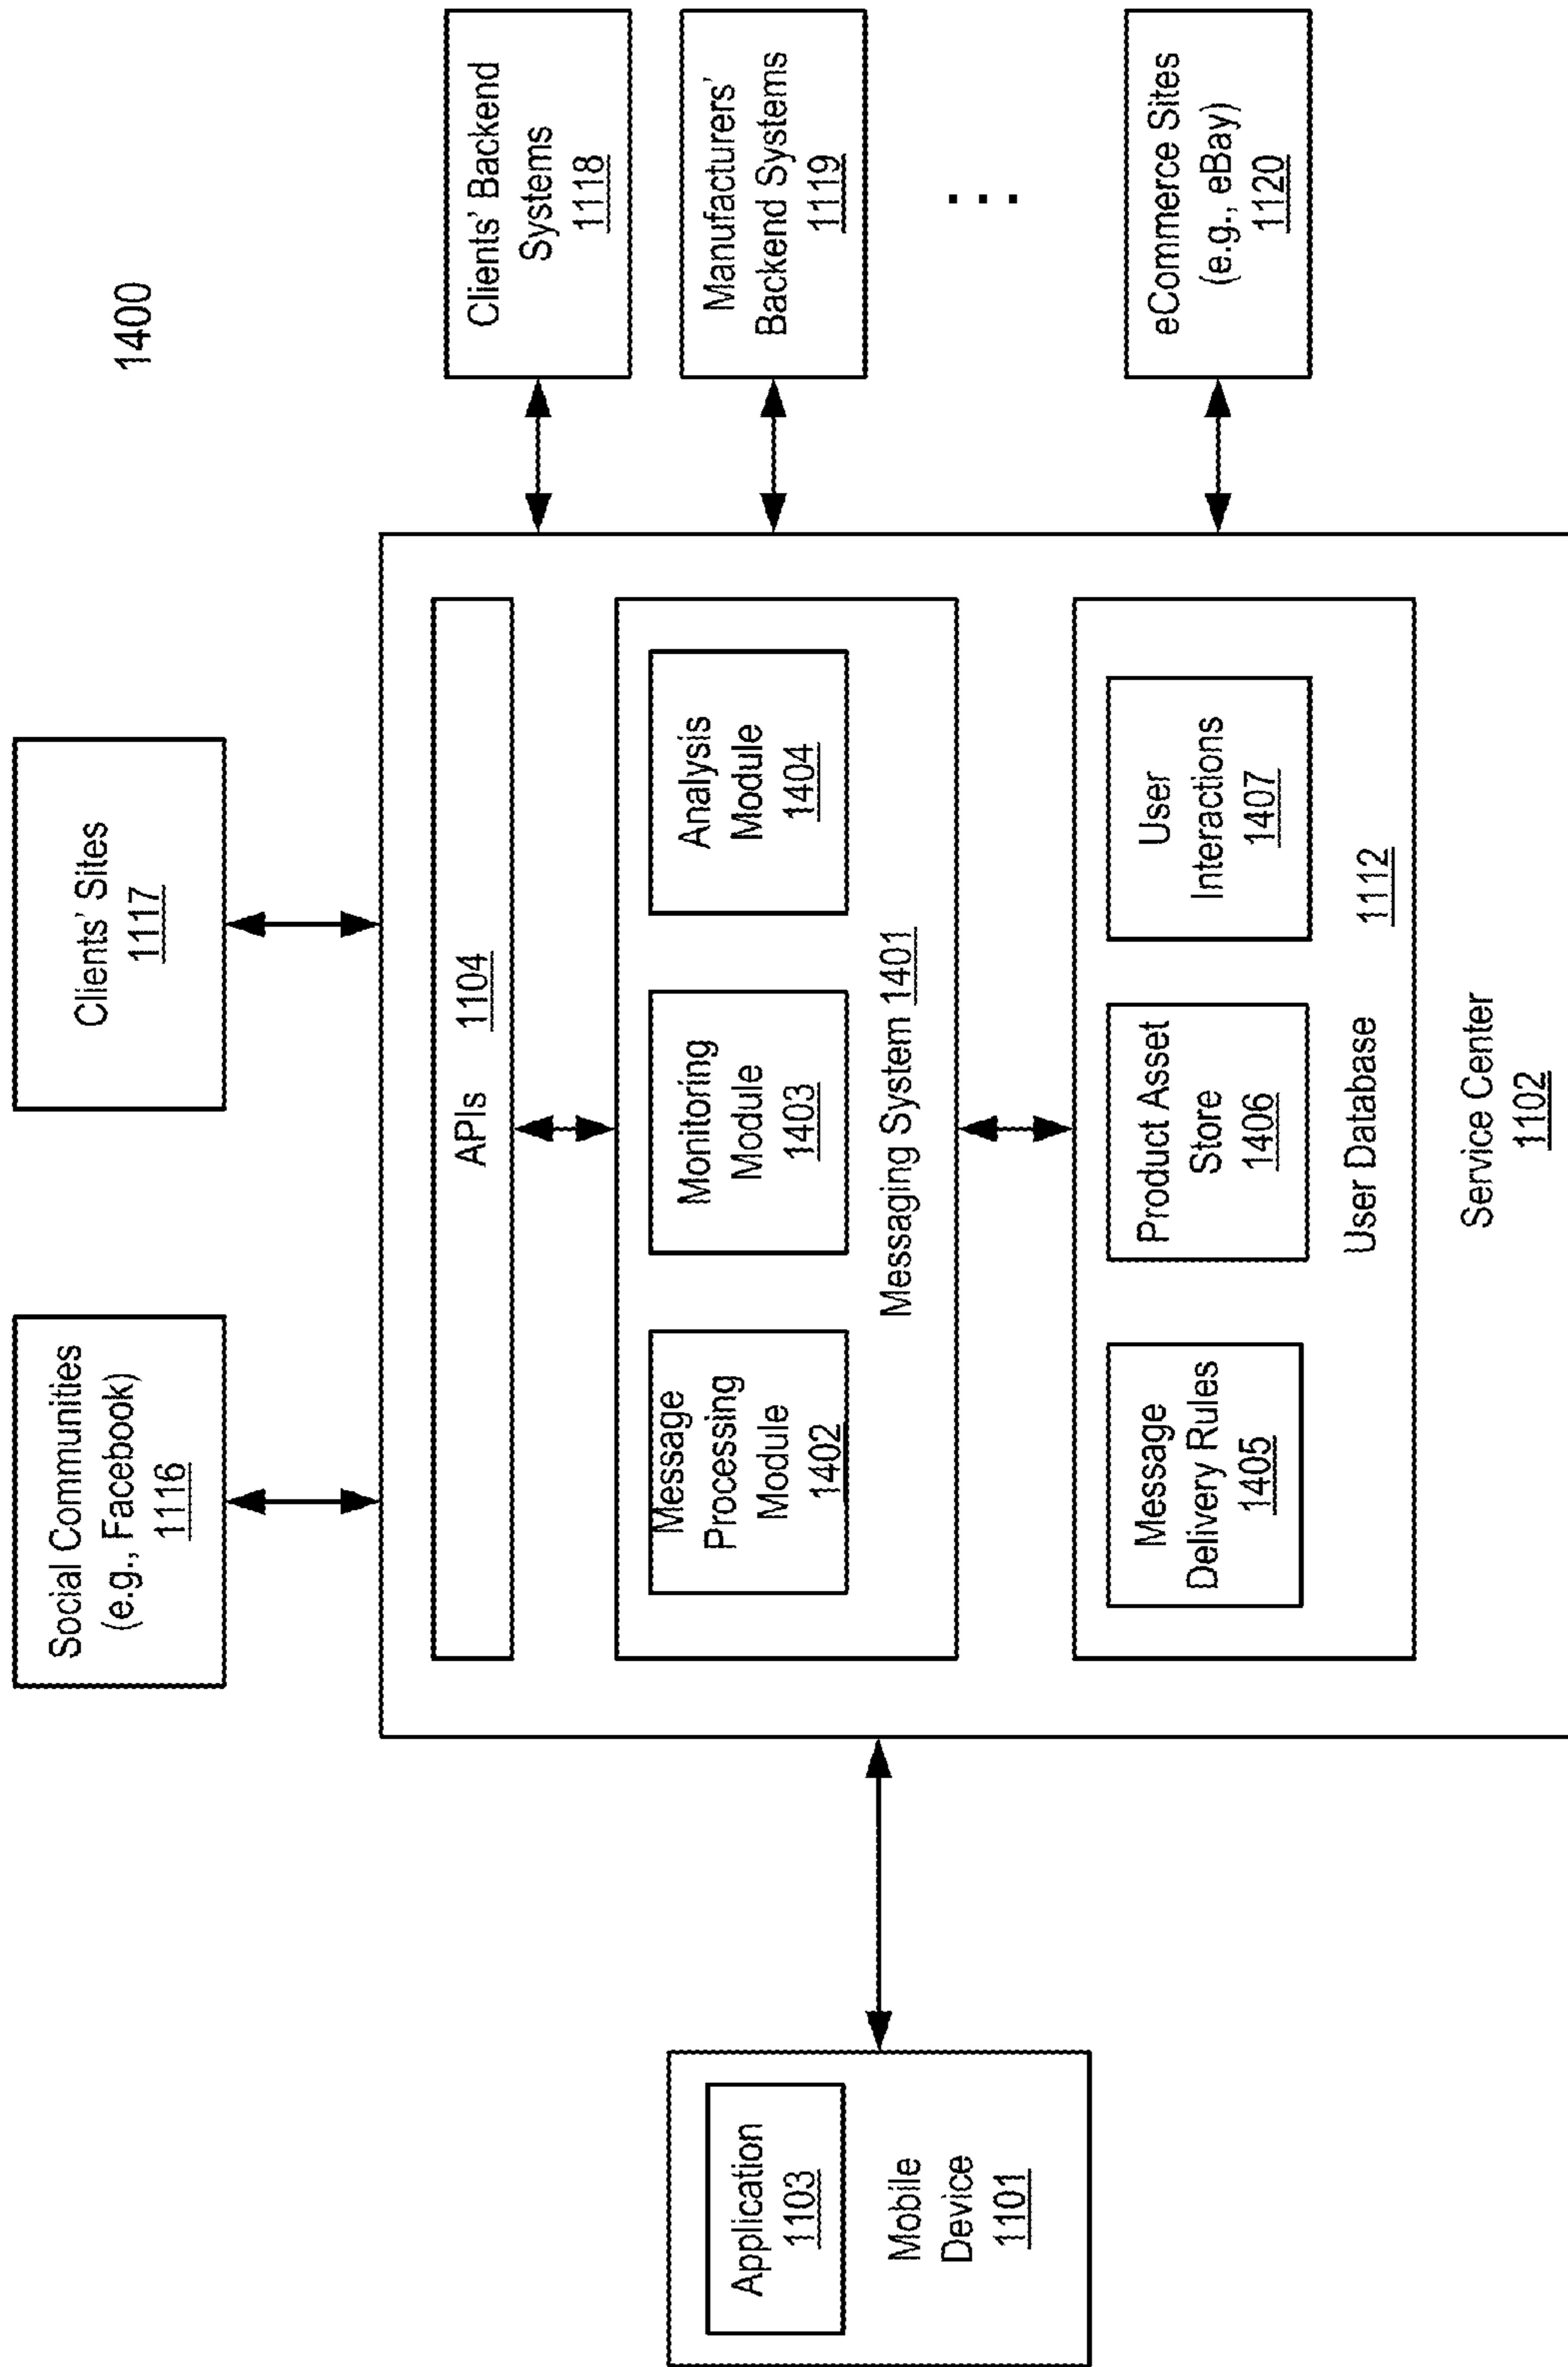 1400
Social Communities
(e.g., Facebook)
1116
Clients' Sites
1117
Clients' Backend
Systems
1118
Manufacturers'
Backend Systems
1119
...
eCommerce Sites
(e.g., eBay)
1120
Application
1103
Mobile
Device
1101
APIs 1104
Message
Processing
Module
1402
Monitoring
Module
1403
Analysis
Module
1404
Messaging System 1401
Message
Delivery Rules
1405
Product Asset
Store
1406
User
Interactions
1407
User Database 1112
Service Center
1102